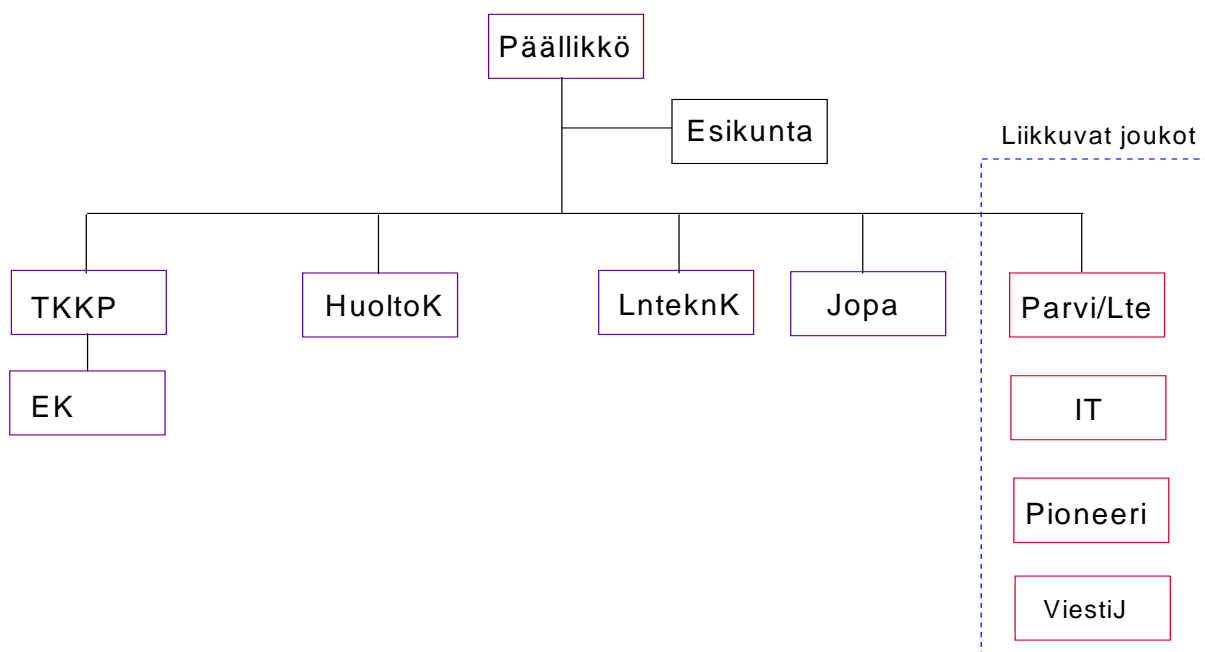 Päällikkö
Esikunta
Liikkuvat joukot
TKKP
HuoltoK
LnteknK
Jopa
Parvi/Lte
EK
IT
Pioneeri
ViestiJ